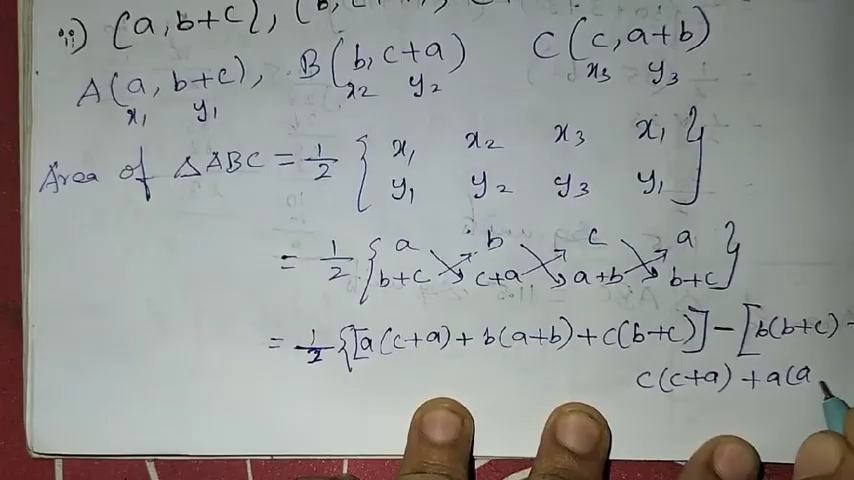 ii) (a, b+c), (b,
A(a, b+c), B(b, c+a) C(c, a+b)
x₁ y₁ x₂ y₂ x₃ y₃
Area of △ABC = 1/2 { x₁ x₂ x₃ x₁
y₁ y₂ y₃ y₁ }
= 1/2 { a b c a
b+c c+a a+b b+c }
= 1/2 {[a(c+a) + b(a+b) + c(b+c)] - [b(b+c) +
c(c+a) + a(a